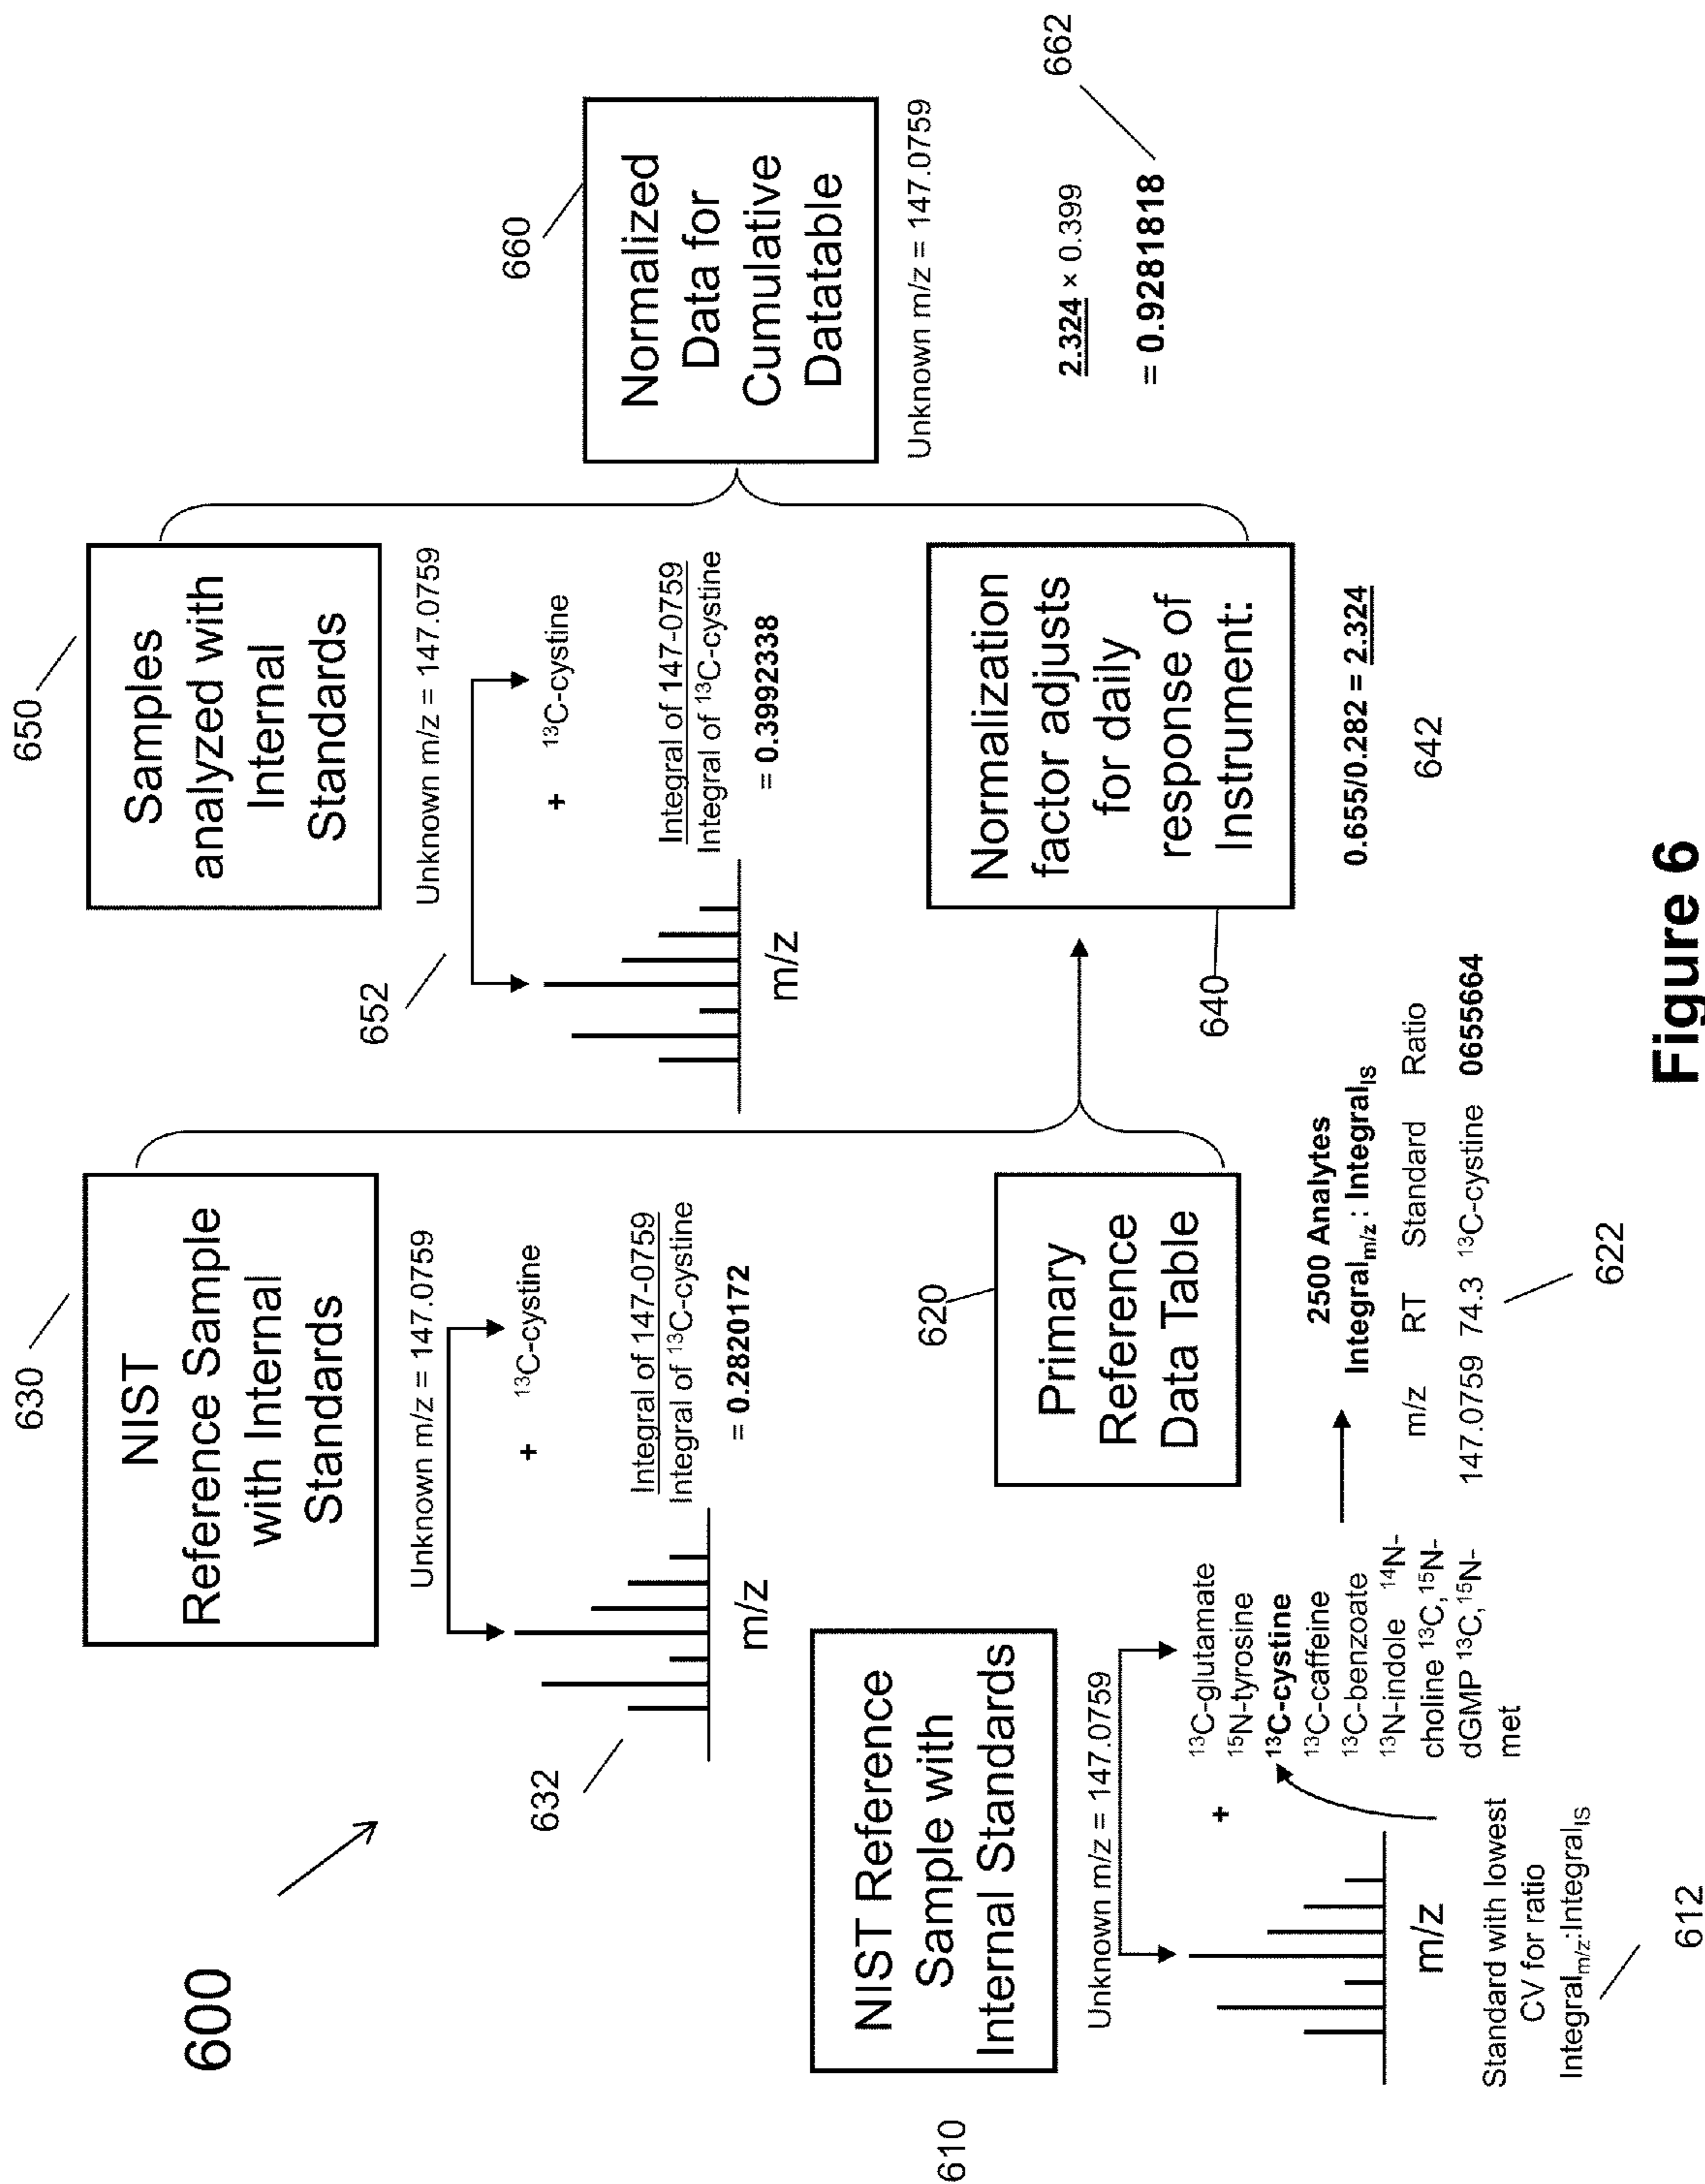 600
630
NIST
Reference Sample
with Internal
Standards
Unknown m/z = 147.0759
632
+ ¹³C-cystine
m/z
Integral of 147-0759
Integral of ¹³C-cystine
= 0.2820172
610
NIST Reference
Sample with
Internal Standards
Unknown m/z = 147.0759
+
¹³C-glutamate
¹⁵N-tyrosine
¹³C-cystine
¹³C-caffeine
¹³C-benzoate
¹³N-indole ¹⁴N-
choline ¹³C,¹⁵N-
dGMP ¹³C,¹⁵N-
met
m/z
Standard with lowest
CV for ratio
Integralm/z:IntegralIS
612
620
Primary
Reference
Data Table
2500 Analytes
Integralm/z : IntegralIS
m/z RT Standard Ratio
147.0759 74.3 ¹³C-cystine 0655664
622
650
Samples
analyzed with
Internal
Standards
Unknown m/z = 147.0759
652
+ ¹³C-cystine
m/z
Integral of 147-0759
Integral of ¹³C-cystine
= 0.3992338
640
Normalization
factor adjusts
for daily
response of
Instrument:
0.655/0.282 = 2.324
642
660
Normalized
Data for
Cumulative
Datatable
Unknown m/z = 147.0759
2.324 × 0.399
= 0.9281818
662
Figure 6